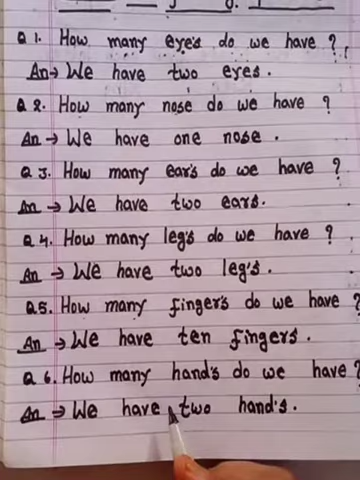 Q 1. How many eye's do we have ?
An → We have two eyes.
Q 2. How many nose do we have ?
An → We have one nose.
Q 3. How many ear's do we have ?
An → We have two ears.
Q 4. How many leg's do we have ?
An → We have two leg's.
Q5. How many finger's do we have ?
An → We have ten fingers.
Q 6. How many hand's do we have ?
An → We have two hand's.